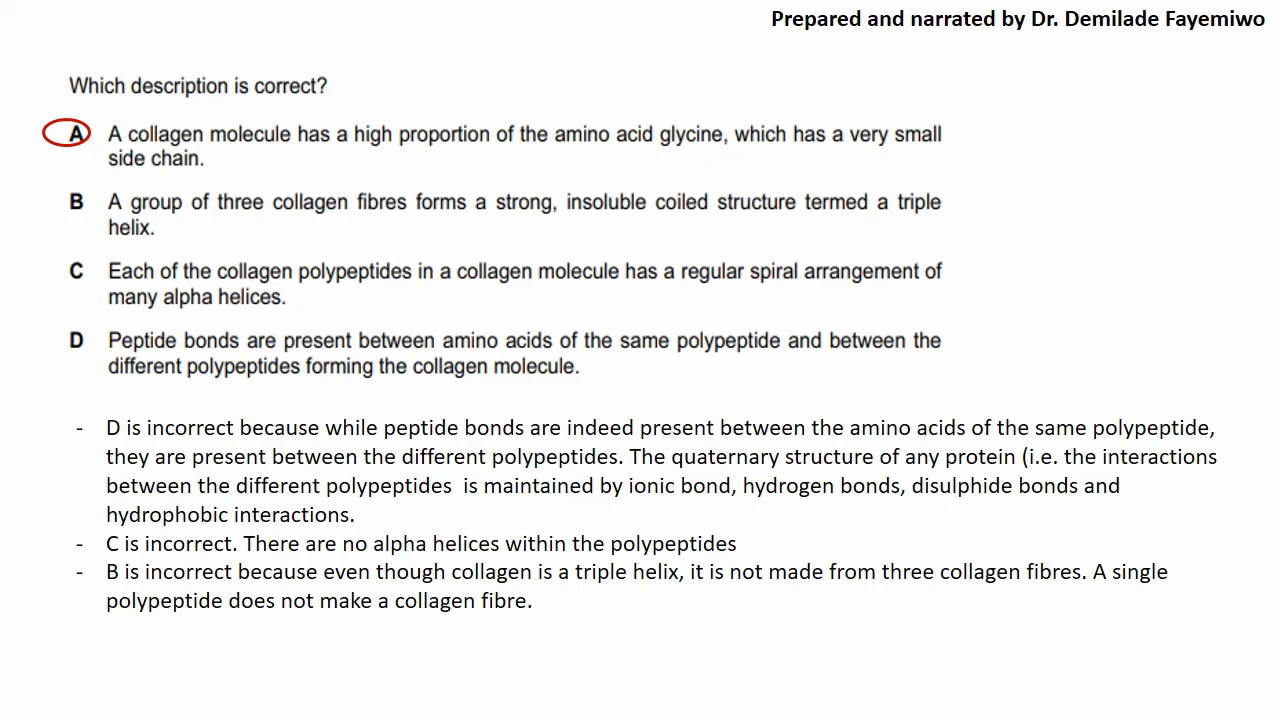 Prepared and narrated by Dr. Demilade Fayemiwo
Which description is correct?
A A collagen molecule has a high proportion of the amino acid glycine, which has a very small
side chain.
B A group of three collagen fibres forms a strong, insoluble coiled structure termed a triple
helix.
C Each of the collagen polypeptides in a collagen molecule has a regular spiral arrangement of
many alpha helices.
D Peptide bonds are present between amino acids of the same polypeptide and between the
different polypeptides forming the collagen molecule.
- D is incorrect because while peptide bonds are indeed present between the amino acids of the same polypeptide,
they are present between the different polypeptides. The quaternary structure of any protein (i.e. the interactions
between the different polypeptides is maintained by ionic bond, hydrogen bonds, disulphide bonds and
hydrophobic interactions.
- C is incorrect. There are no alpha helices within the polypeptides
- B is incorrect because even though collagen is a triple helix, it is not made from three collagen fibres. A single
polypeptide does not make a collagen fibre.